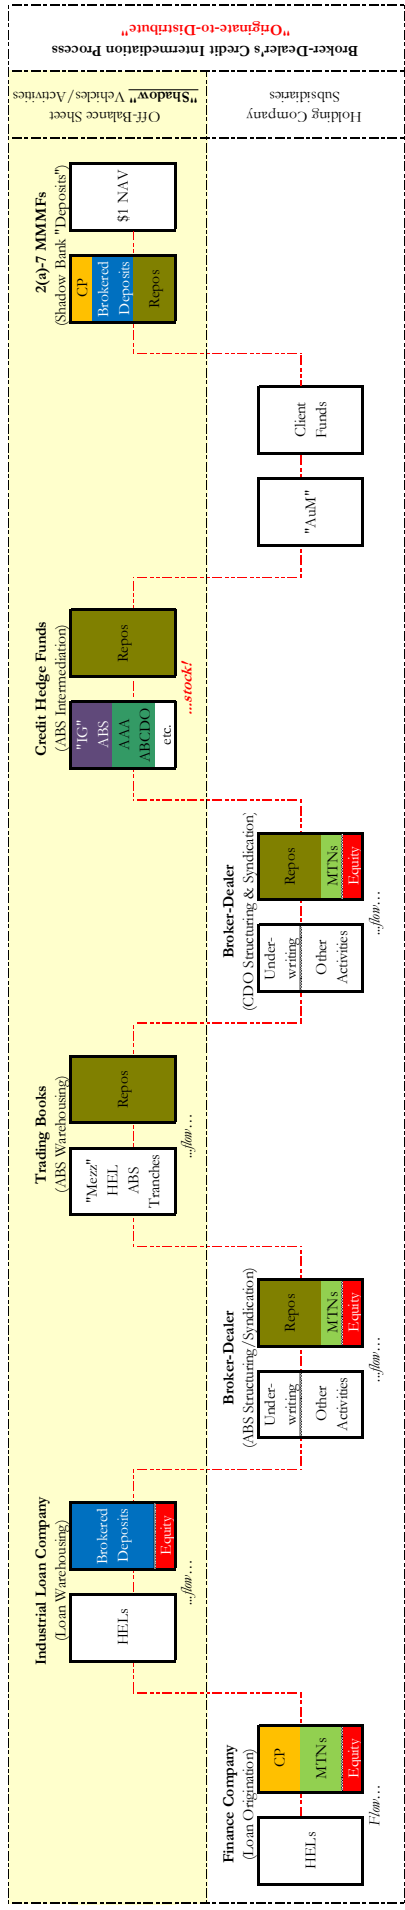 Broker-Dealer's Credit Intermediation Process
"Originate-to-Distribute"
Holding Company
Subsidiaries
Off-Balance Sheet
"Shadow" Vehicles/Activities
Finance Company
(Loan Origination)
HELs
CP
MTNs
Equity
Flow…
Industrial Loan Company
(Loan Warehousing)
HELs
Brokered
Deposits
Equity
...flow…
Broker-Dealer
(ABS Structuring/Syndication)
Under-
writing
Other
Activities
Repos
MTNs
Equity
...flow…
Trading Books
(ABS Warehousing)
"Mezz"
HEL
ABS
Tranches
Repos
...flow…
Broker-Dealer
(CDO Structuring & Syndication)
Under-
writing
Other
Activities
Repos
MTNs
Equity
...flow…
Credit Hedge Funds
(ABS Intermediation)
"IG"
ABS
AAA
ABCDO
etc.
Repos
...stock!
"AuM"
Client
Funds
2(a)-7 MMMFs
(Shadow Bank "Deposits")
CP
Brokered
Deposits
Repos
$1 NAV